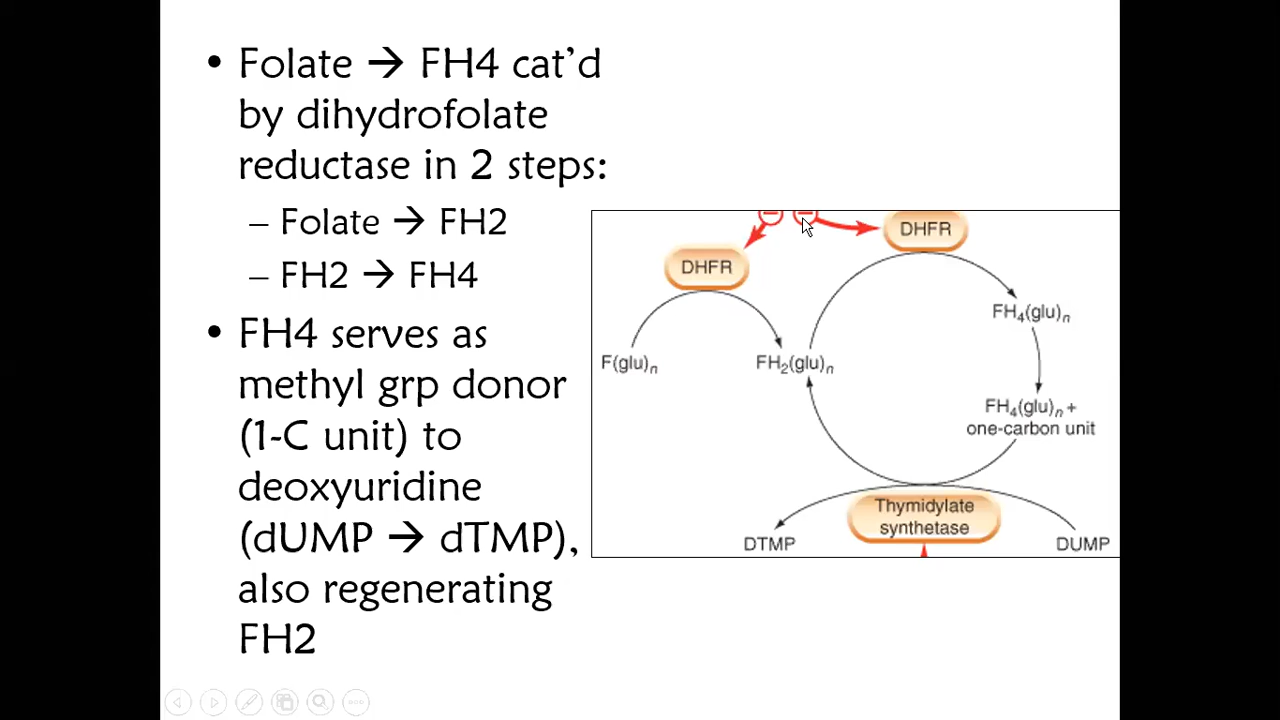 • Folate → FH4 cat’d
by dihydrofolate
reductase in 2 steps:
– Folate → FH2
– FH2 → FH4
• FH4 serves as
methyl grp donor
(1-C unit) to
deoxyuridine
(dUMP → dTMP),
also regenerating
FH2
DHFR
DHFR
FH₄(glu)ₙ
F(glu)ₙ
FH₂(glu)ₙ
FH₄(glu)ₙ +
one-carbon unit
Thymidylate
synthetase
DTMP
DUMP